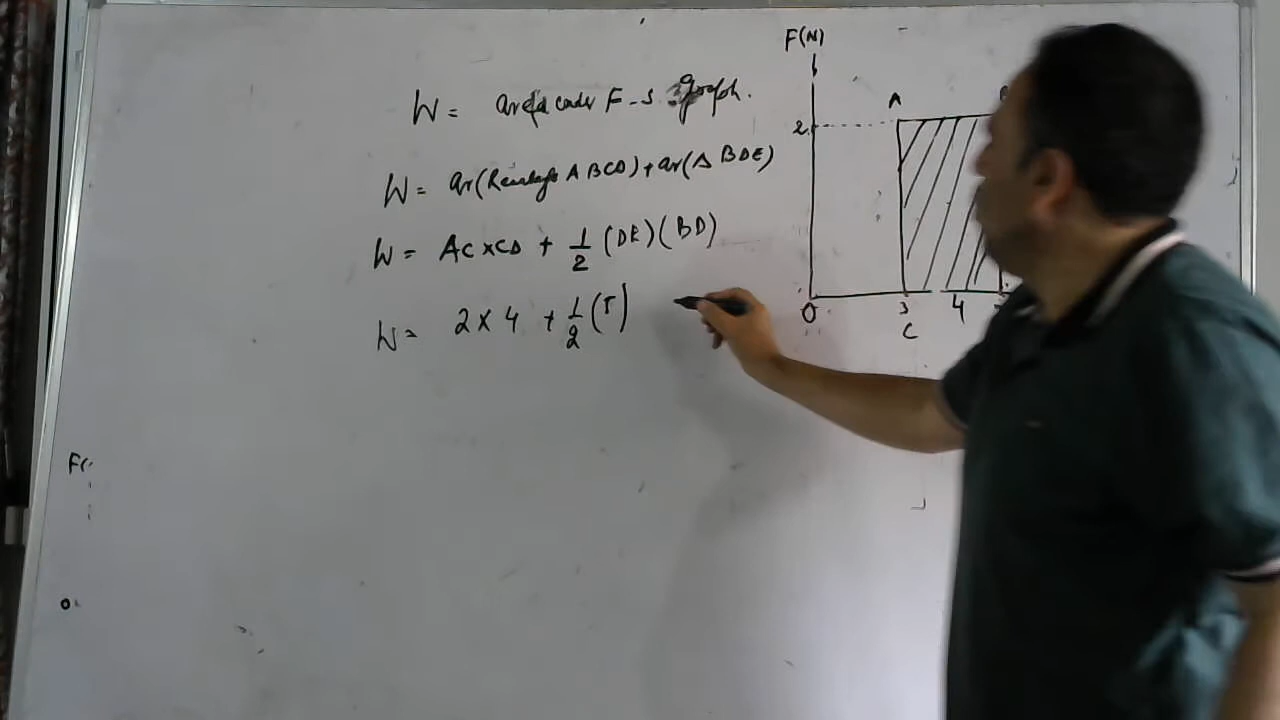 W = area under F-S graph.
W = ar(Rectangle ABCD) + ar(Δ BDE)
W = AC x CD + 1/2 (DE)(BD)
W = 2 x 4 + 1/2 (5)
F(N)
A
2
O
3
4
C